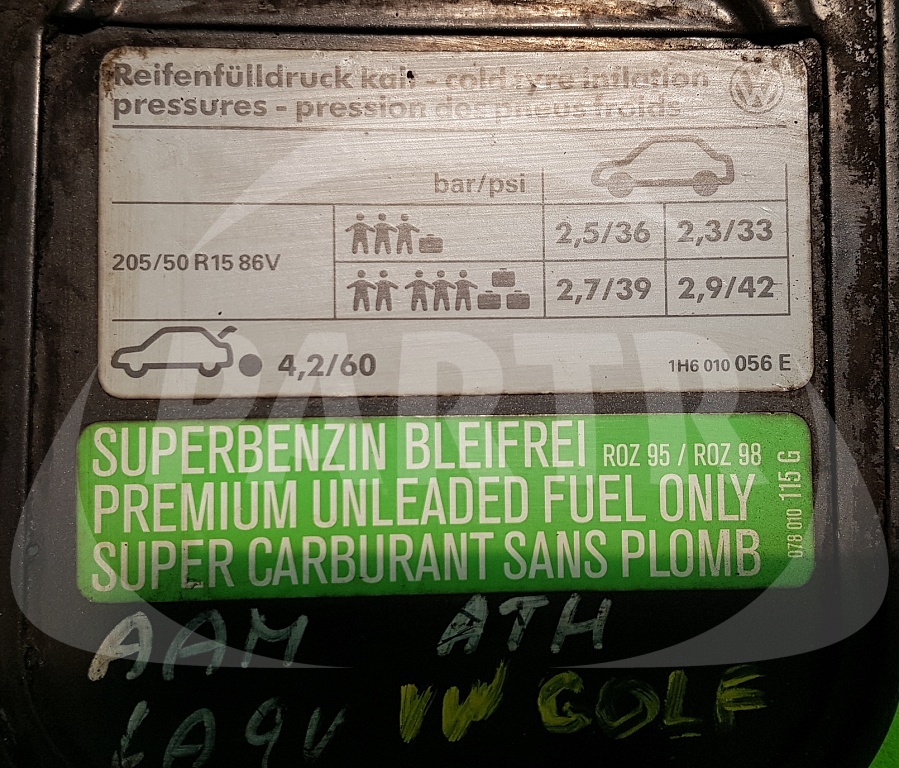 Reifenfülldruck kalt - cold tyre inflation
pressures - pression des pneus froids
bar/psi
205/50 R15 86V
2,5/36 2,3/33
2,7/39 2,9/42
4,2/60
1H6 010 056 E
SUPERBENZIN BLEIFREI ROZ 95 / ROZ 98
PREMIUM UNLEADED FUEL ONLY
SUPER CARBURANT SANS PLOMB
078 010 115 G
AAM ATH
LA9V VW GOLF
PARTR